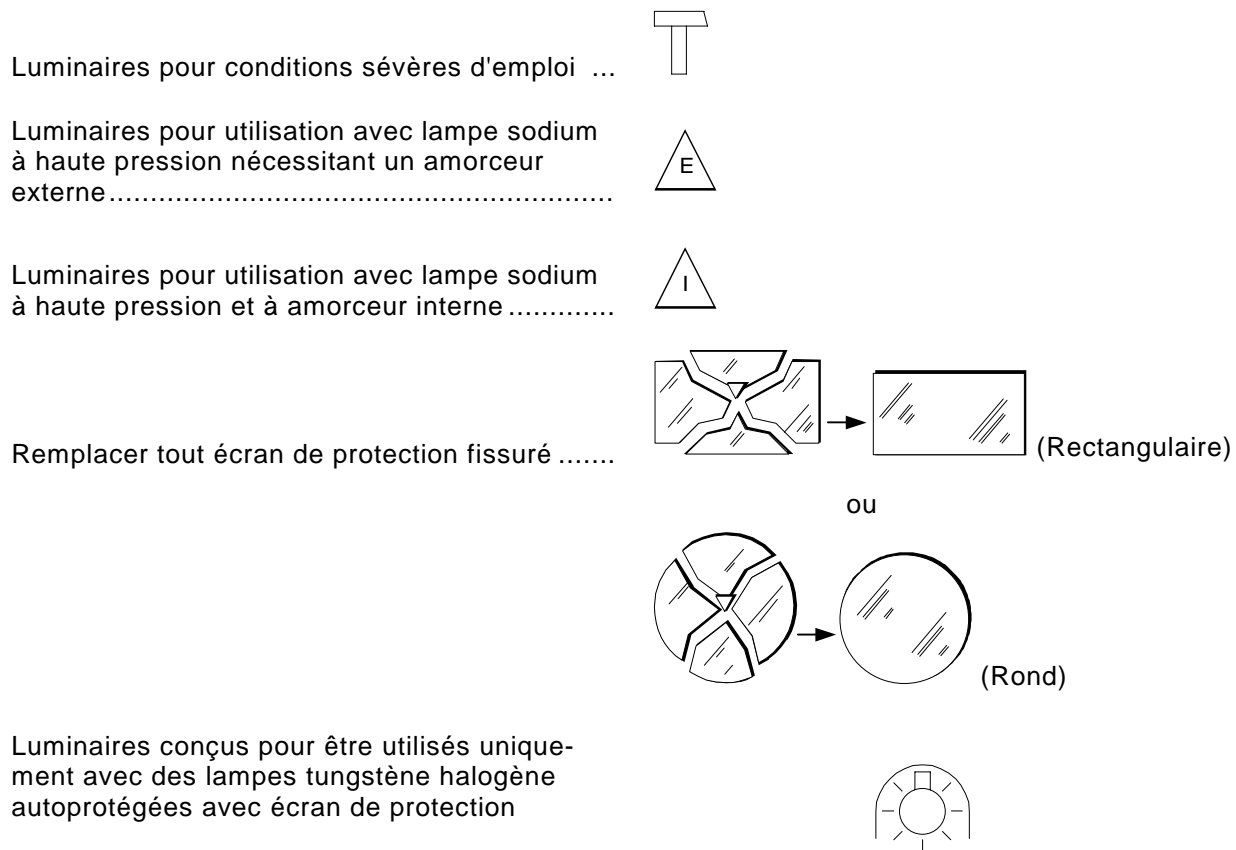 Luminaires pour conditions sévères d'emploi ...
Luminaires pour utilisation avec lampe sodium
à haute pression nécessitant un amorceur
externe.............................................................
E
Luminaires pour utilisation avec lampe sodium
à haute pression et à amorceur interne.............
I
Remplacer tout écran de protection fissuré.......
(Rectangulaire)
ou
(Rond)
Luminaires conçus pour être utilisés unique-
ment avec des lampes tungstène halogène
autoprotégées avec écran de protection